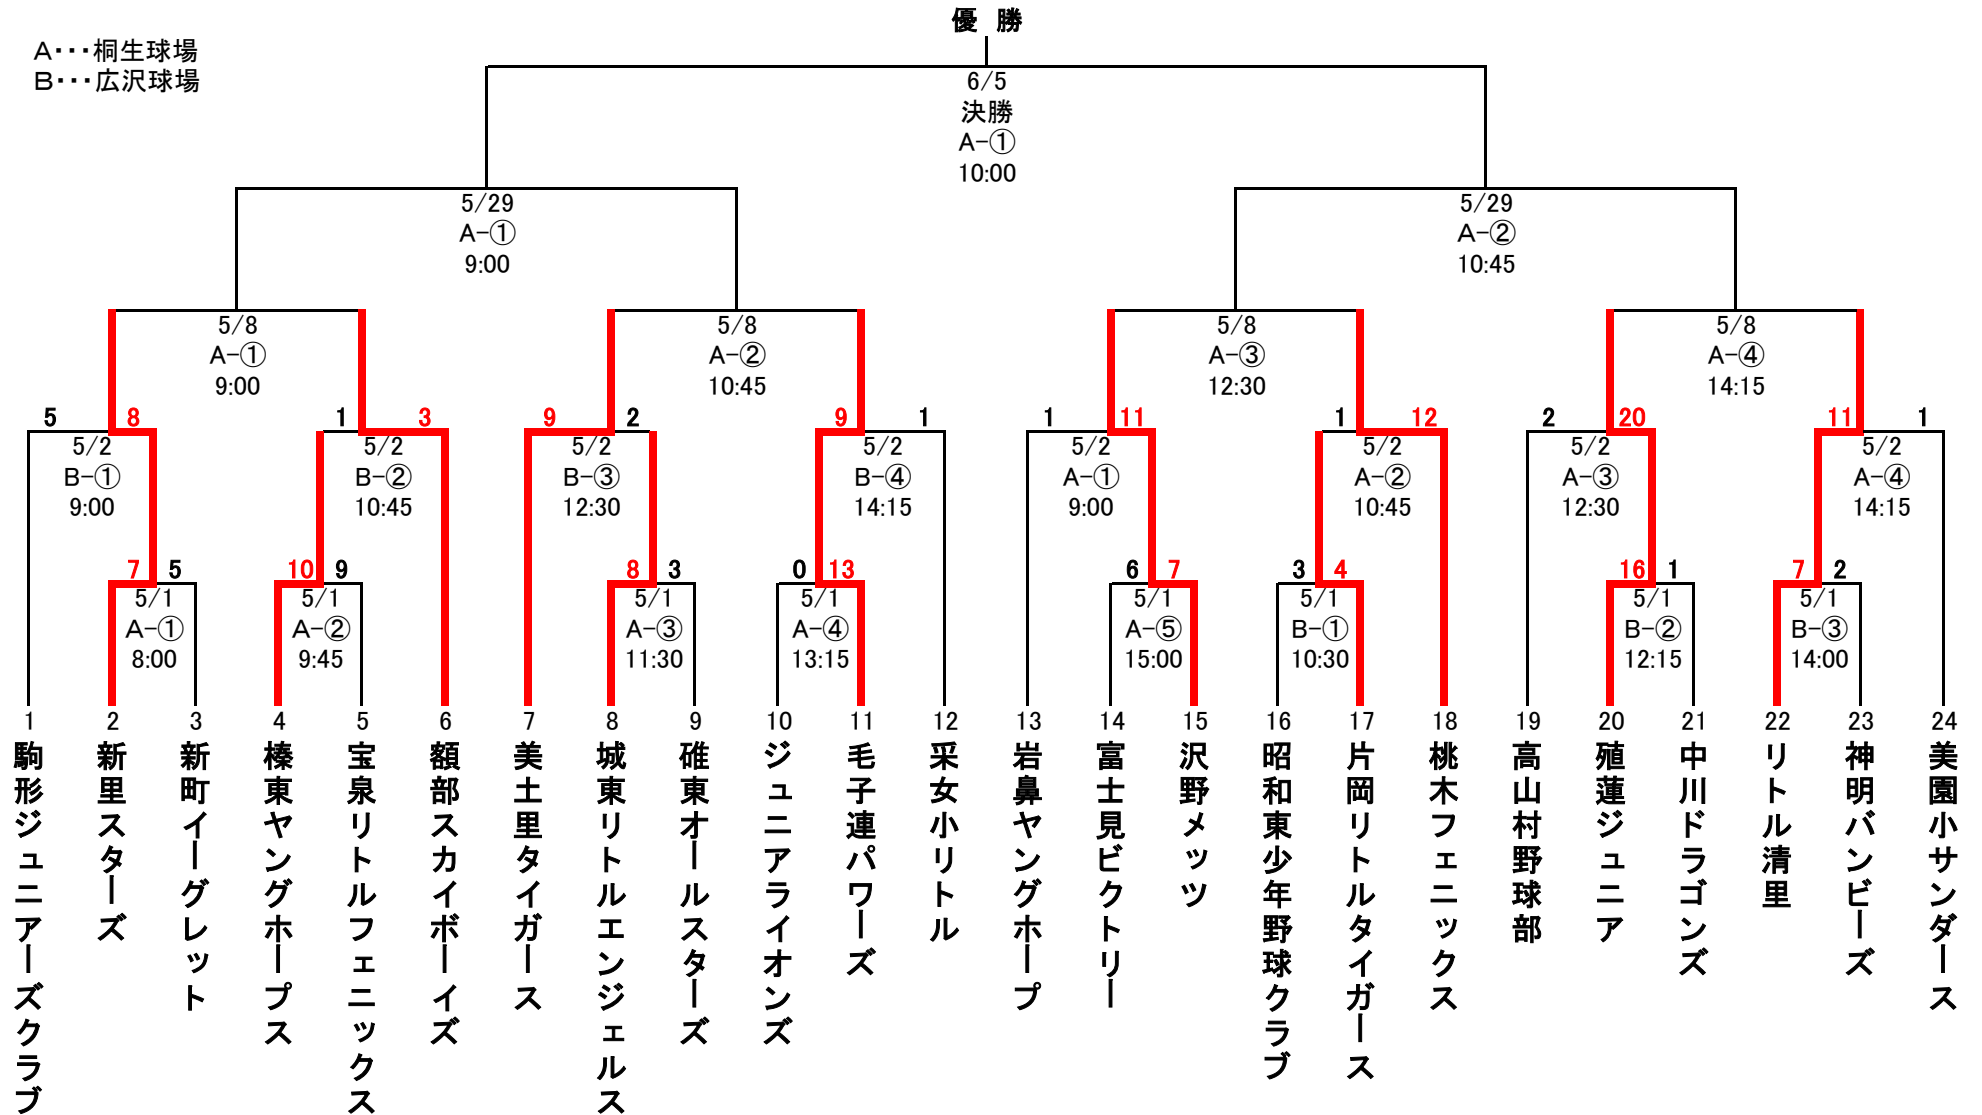 優 勝
A・・・桐生球場
B・・・広沢球場
6/5
決勝
A-①
10:00
5/29
A-①
9:00
5/29
A-②
10:45
5/8
A-①
9:00
5/8
A-②
10:45
5/8
A-③
12:30
5/8
A-④
14:15
5 8
5/2
B-①
9:00
1 3
5/2
B-②
10:45
9 2
5/2
B-③
12:30
9 1
5/2
B-④
14:15
1 11
5/2
A-①
9:00
1 12
5/2
A-②
10:45
2 20
5/2
A-③
12:30
11 1
5/2
A-④
14:15
7 5
5/1
A-①
8:00
10 9
5/1
A-②
9:45
8 3
5/1
A-③
11:30
0 13
5/1
A-④
13:15
6 7
5/1
A-⑤
15:00
3 4
5/1
B-①
10:30
16 1
5/1
B-②
12:15
7 2
5/1
B-③
14:00
1
駒形ジュニアーズクラブ
2
新里スターズ
3
新町イーグレット
4
榛東ヤングホープス
5
宝泉リトルフェニックス
6
額部スカイボーイズ
7
美土里タイガース
8
城東リトルエンジェルス
9
碓東オールスターズ
10
ジュニアライオンズ
11
毛子連パワーズ
12
采女小リトル
13
岩鼻ヤングホープ
14
富士見ビクトリー
15
沢野メッツ
16
昭和東少年野球クラブ
17
片岡リトルタイガース
18
桃木フェニックス
19
高山村野球部
20
殖蓮ジュニア
21
中川ドラゴンズ
22
リトル清里
23
神明バンビーズ
24
美園小サンダース